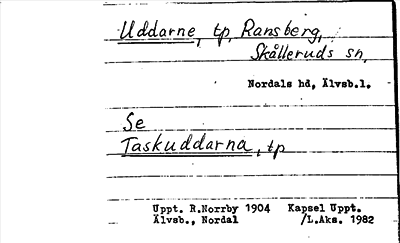 Uddarne, tp, Ransberg,
Skålleruds sn,
Nordals hd, Älvsb.l.
Se
Taskuddarna, tp
Uppt. R.Norrby 1904 Kapsel Uppt.
Älvsb., Nordal /L.Aks. 1982